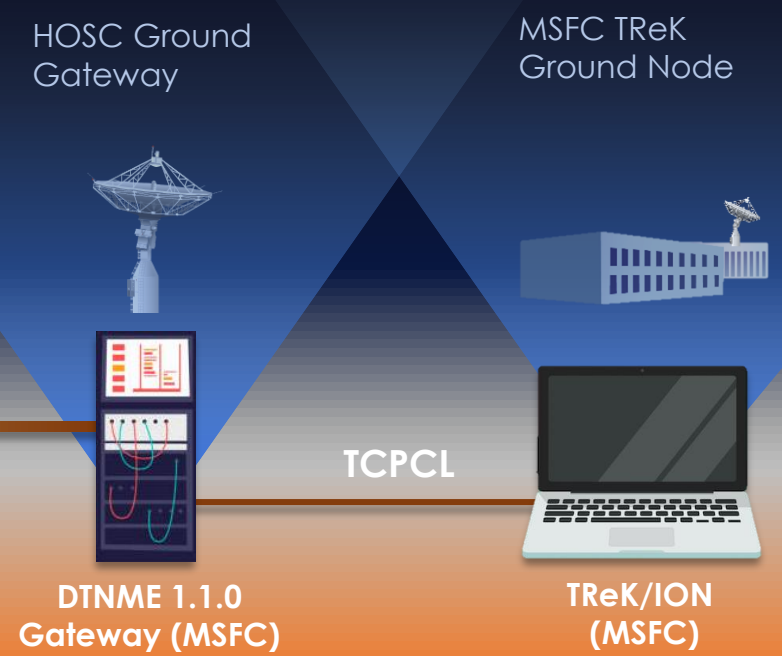 HOSC Ground
Gateway
MSFC TReK
Ground Node
TCPCL
DTNME 1.1.0
Gateway (MSFC)
TReK/ION
(MSFC)